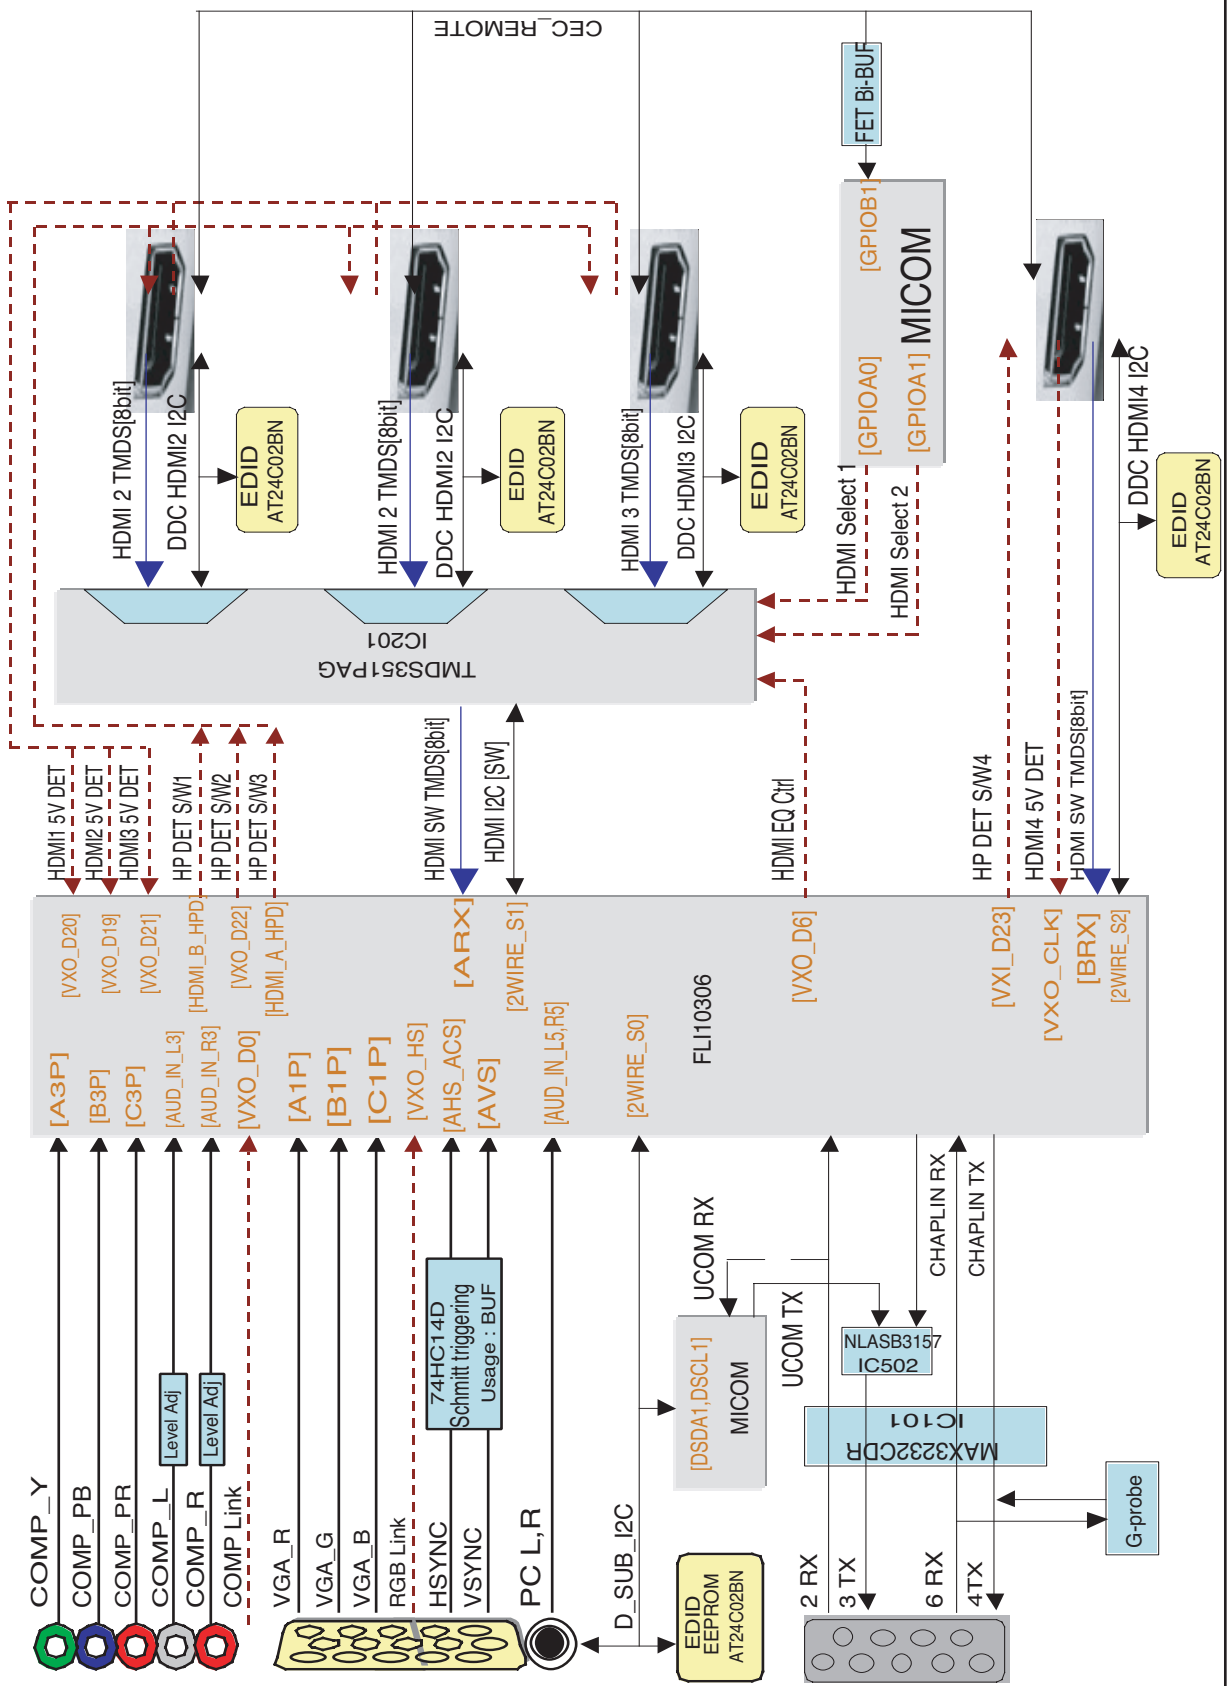 CEC_REMOTE
FET Bi-BUF
HDMI 2 TMDS[8bit]
DDC HDMI2 I2C
EDID
AT24C02BN
HDMI 2 TMDS[8bit]
DDC HDMI2 I2C
EDID
AT24C02BN
HDMI 3 TMDS[8bit]
DDC HDMI3 I2C
EDID
AT24C02BN
[GPIOB1]
MICOM
[GPIOA0]
[GPIOA1]
HDMI Select 1
HDMI Select 2
DDC HDMI4 I2C
EDID
AT24C02BN
IC201
TMDS351PAG
HDMI1 5V DET
HDMI2 5V DET
HDMI3 5V DET
HP DET S/W1
HP DET S/W2
HP DET S/W3
HDMI SW TMDS[8bit]
HDMI I2C [SW]
HDMI EQ Ctrl
HP DET S/W4
HDMI4 5V DET
HDMI SW TMDS[8bit]
[VXO_D20]
[VXO_D19]
[VXO_D21]
[HDMI_B_HPD]
[VXO_D22]
[HDMI_A_HPD]
[ARX]
[2WIRE_S1]
[VXO_D6]
[VXI_D23]
[VXO_CLK]
[BRX]
[2WIRE_S2]
FLI10306
[A3P]
[B3P]
[C3P]
[AUD_IN_L3]
[AUD_IN_R3]
[VXO_D0]
[A1P]
[B1P]
[C1P]
[VXO_HS]
[AHS_ACS]
[AVS]
[AUD_IN_L5,R5]
[2WIRE_S0]
Level Adj
Level Adj
74HC14D
Schmitt triggering
Usage : BUF
UCOM RX
UCOM TX
[DSDA1,DSCL1]
MICOM
CHAPLIN RX
CHAPLIN TX
NLASB3157
IC502
IC101
MAX3232CDR
G-probe
COMP_Y
COMP_PB
COMP_PR
COMP_L
COMP_R
COMP Link
VGA_R
VGA_G
VGA_B
RGB Link
HSYNC
VSYNC
PC L,R
D_SUB_I2C
EDID
EEPROM
AT24C02BN
2 RX
3 TX
6 RX
4TX